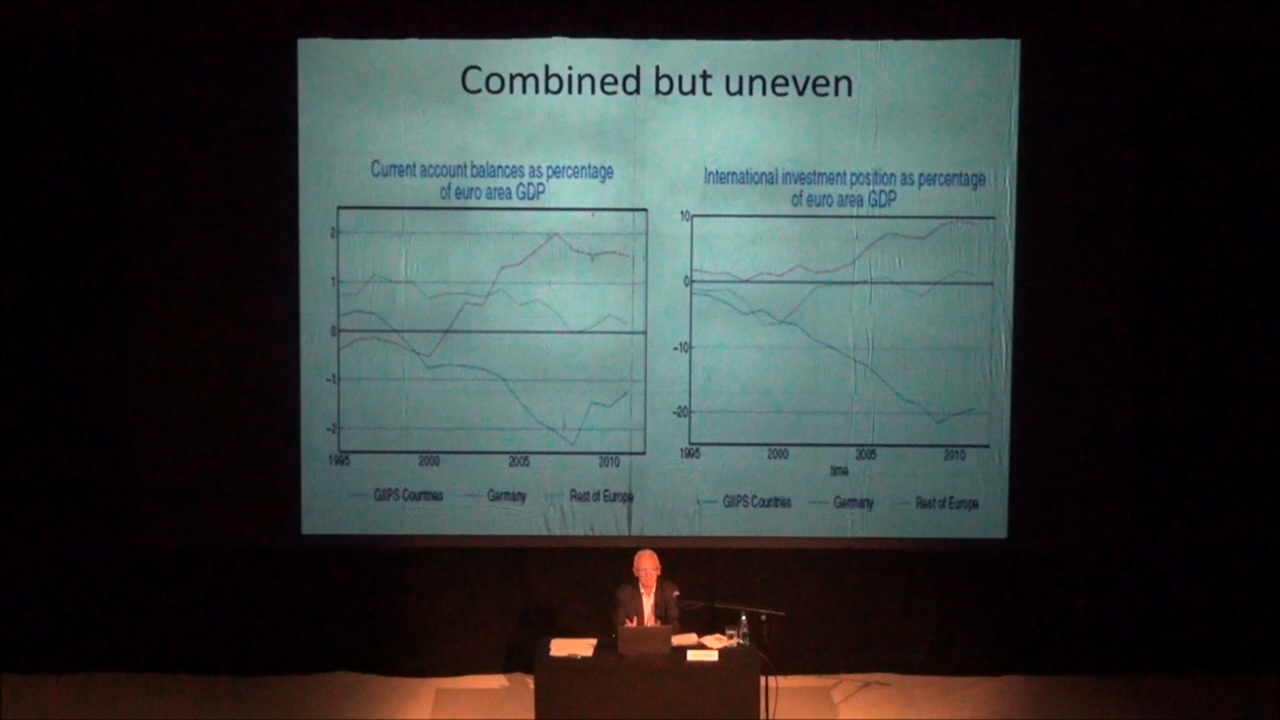 Combined but uneven
Current account balances as percentage
of euro area GDP
2
1
0
-1
-2
1995 2000 2005 2010
GIIPS Countries Germany Rest of Europe
International investment position as percentage
of euro area GDP
10
0
-10
-20
1995 2000 2005 2010
time
GIIPS Countries Germany Rest of Europe